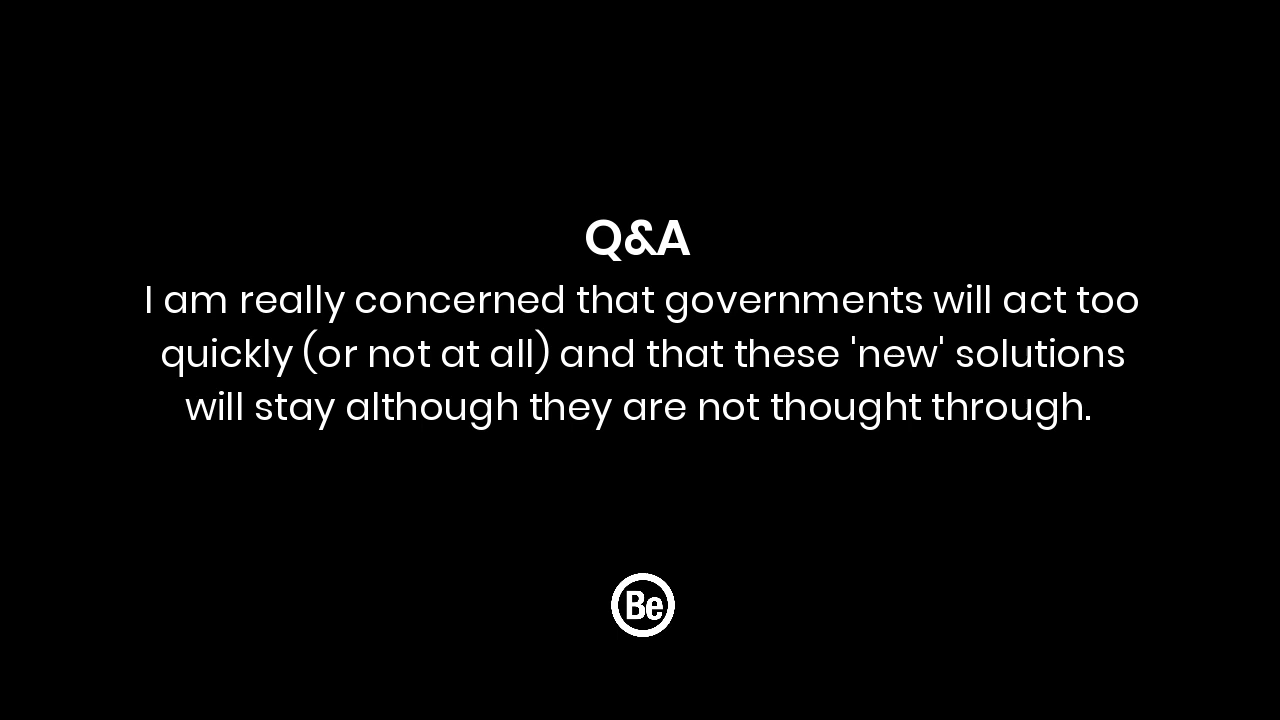 Q&A
I am really concerned that governments will act too
quickly (or not at all) and that these 'new' solutions
will stay although they are not thought through.
Be